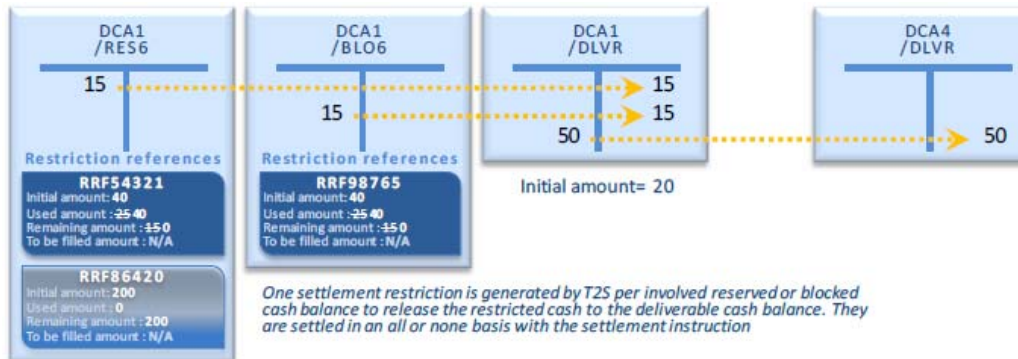 DCA1
/RES6
15
Restriction references
RRF54321
Initial amount: 40
Used amount : 25 40
Remaining amount : 15 0
To be filled amount : N/A
RRF86420
Initial amount: 200
Used amount : 0
Remaining amount : 200
To be filled amount : N/A
DCA1
/BLO6
15
Restriction references
RRF98765
Initial amount: 40
Used amount : 25 40
Remaining amount : 15 0
To be filled amount : N/A
DCA1
/DLVR
15
15
50
Initial amount= 20
DCA4
/DLVR
50
One settlement restriction is generated by T2S per involved reserved or blocked
cash balance to release the restricted cash to the deliverable cash balance. They
are settled in an all or none basis with the settlement instruction